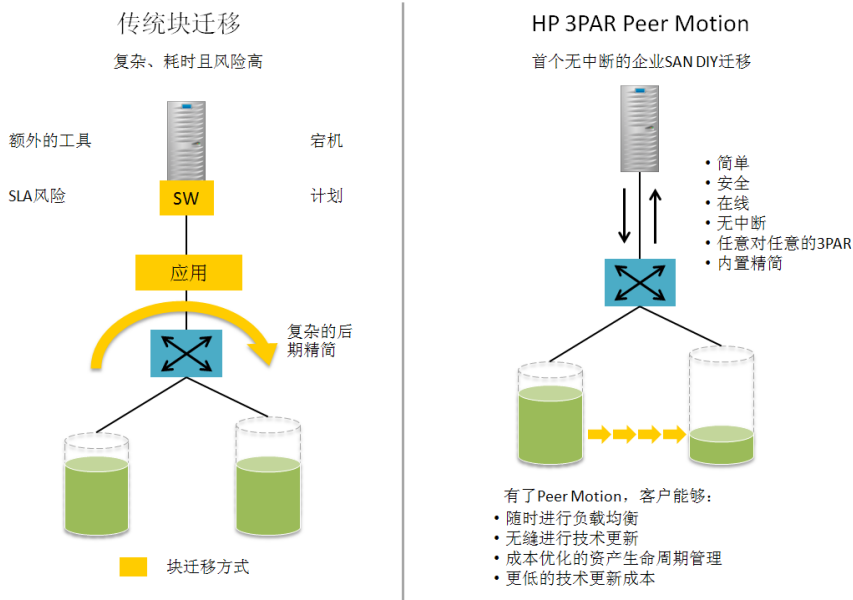 传统块迁移
复杂、耗时且风险高
额外的工具
宕机
SLA风险
SW
计划
应用
复杂的后
期精简
块迁移方式
HP 3PAR Peer Motion
首个无中断的企业SAN DIY迁移
• 简单
• 安全
• 在线
• 无中断
• 任意对任意的3PAR
• 内置精简
有了Peer Motion，客户能够：
• 随时进行负载均衡
• 无缝进行技术更新
• 成本优化的资产生命周期管理
• 更低的技术更新成本